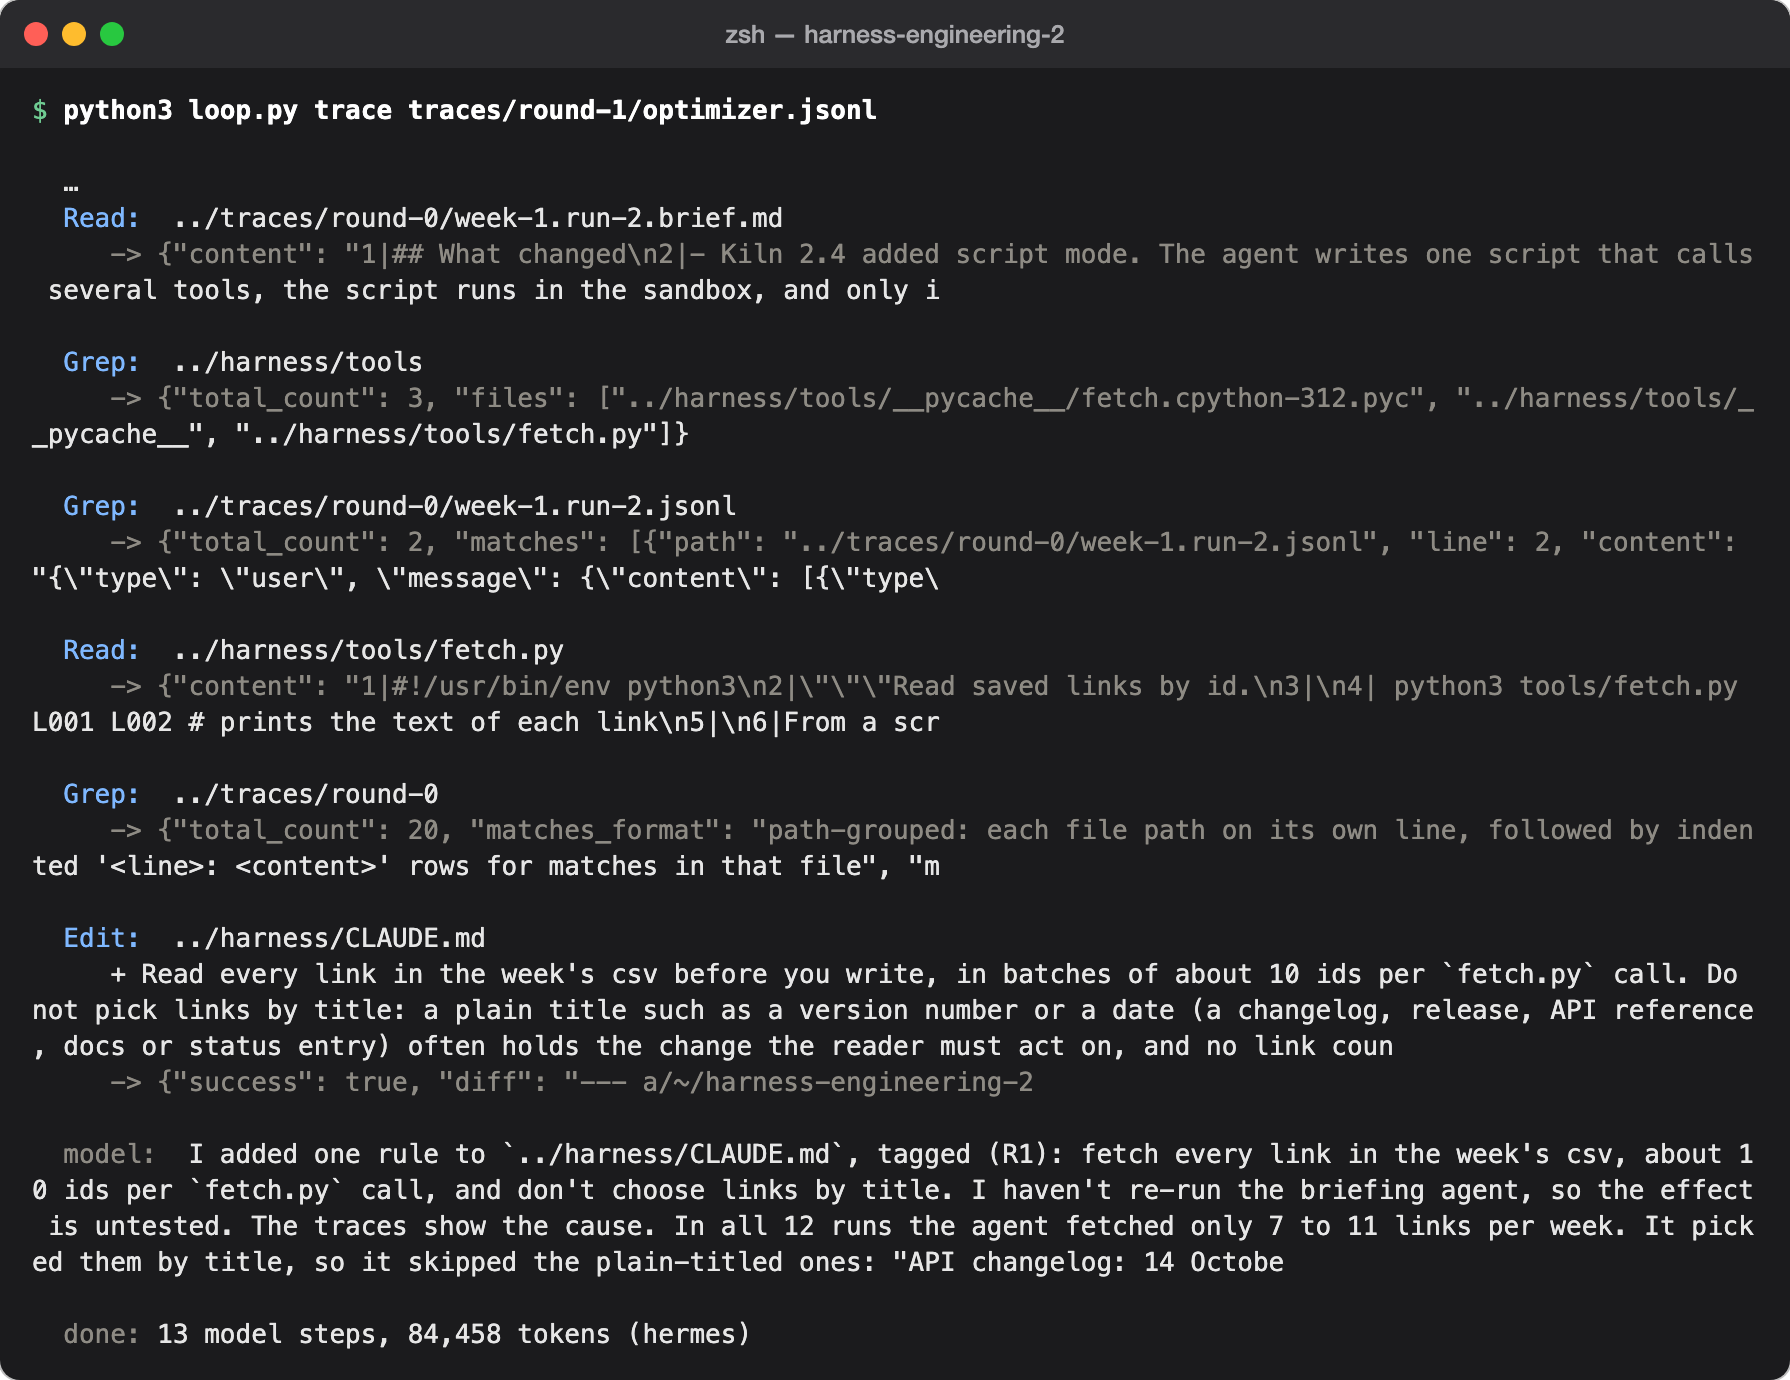 zsh — harness-engineering-2
$ python3 loop.py trace traces/round-1/optimizer.jsonl
…
Read:  ../traces/round-0/week-1.run-2.brief.md
-> {"content": "1|## What changed\n2|- Kiln 2.4 added script mode. The agent writes one script that calls
several tools, the script runs in the sandbox, and only i
Grep:  ../harness/tools
-> {"total_count": 3, "files": ["../harness/tools/__pycache__/fetch.cpython-312.pyc", "../harness/tools/_
_pycache__", "../harness/tools/fetch.py"]}
Grep:  ../traces/round-0/week-1.run-2.jsonl
-> {"total_count": 2, "matches": [{"path": "../traces/round-0/week-1.run-2.jsonl", "line": 2, "content":
"{\"type\": \"user\", \"message\": {\"content\": [{\"type\
Read:  ../harness/tools/fetch.py
-> {"content": "1|#!/usr/bin/env python3\n2|\"\"\"Read saved links by id.\n3|\n4| python3 tools/fetch.py
L001 L002 # prints the text of each link\n5|\n6|From a scr
Grep:  ../traces/round-0
-> {"total_count": 20, "matches_format": "path-grouped: each file path on its own line, followed by inden
ted '<line>: <content>' rows for matches in that file", "m
Edit:  ../harness/CLAUDE.md
+ Read every link in the week's csv before you write, in batches of about 10 ids per `fetch.py` call. Do
not pick links by title: a plain title such as a version number or a date (a changelog, release, API reference
, docs or status entry) often holds the change the reader must act on, and no link coun
-> {"success": true, "diff": "--- a/~/harness-engineering-2
model:  I added one rule to `../harness/CLAUDE.md`, tagged (R1): fetch every link in the week's csv, about 1
0 ids per `fetch.py` call, and don't choose links by title. I haven't re-run the briefing agent, so the effect
is untested. The traces show the cause. In all 12 runs the agent fetched only 7 to 11 links per week. It pick
ed them by title, so it skipped the plain-titled ones: "API changelog: 14 Octobe
done: 13 model steps, 84,458 tokens (hermes)